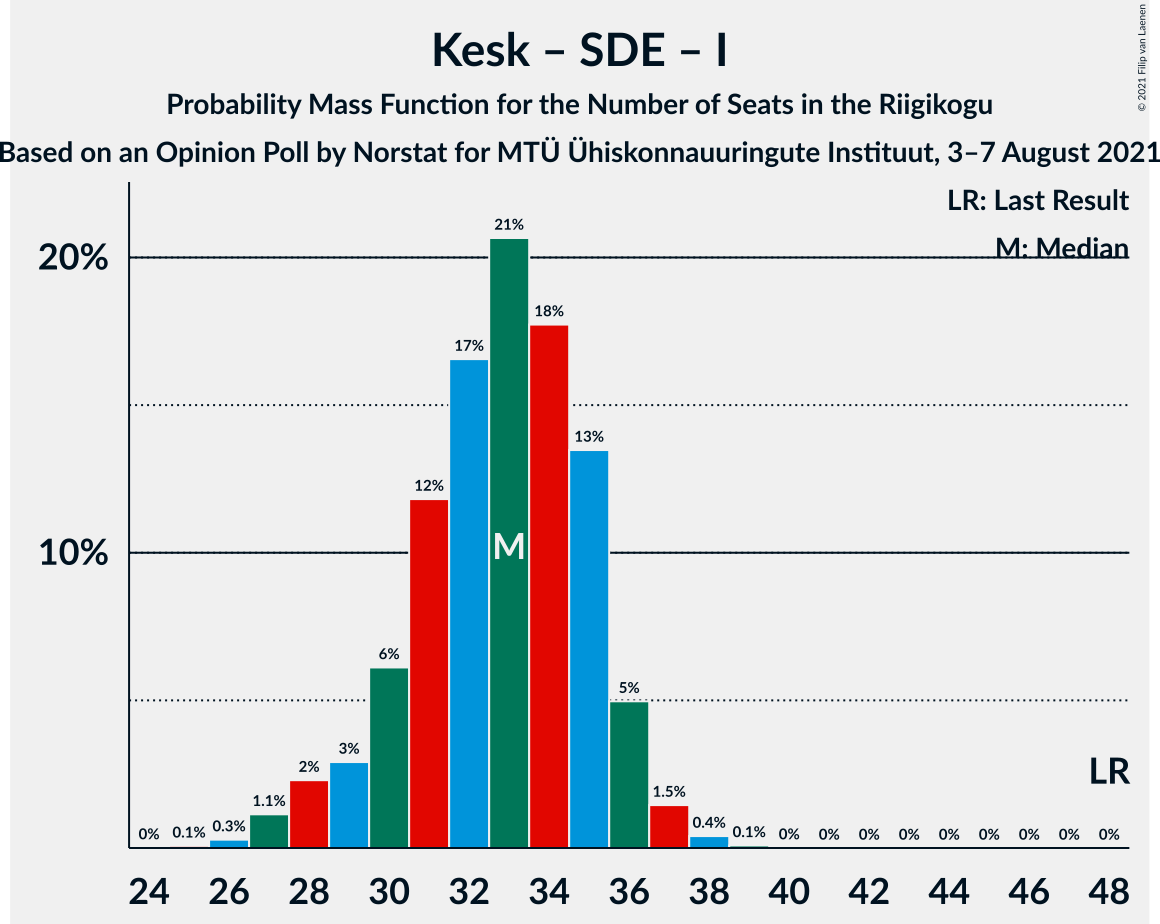 Kesk – SDE – I
Probability Mass Function for the Number of Seats in the Riigikogu
Based on an Opinion Poll by Norstat for MTÜ Ühiskonnauuringute Instituut, 3–7 August 2021
© 2021 Filip van Laenen
LR: Last Result
M: Median
20%
10%
0% 0.1% 0.3% 1.1% 2% 3% 6% 12% 17% 21% 18% 13% 5% 1.5% 0.4% 0.1% 0% 0% 0% 0% 0% 0% 0% 0% 0%
M
LR
24 26 28 30 32 34 36 38 40 42 44 46 48